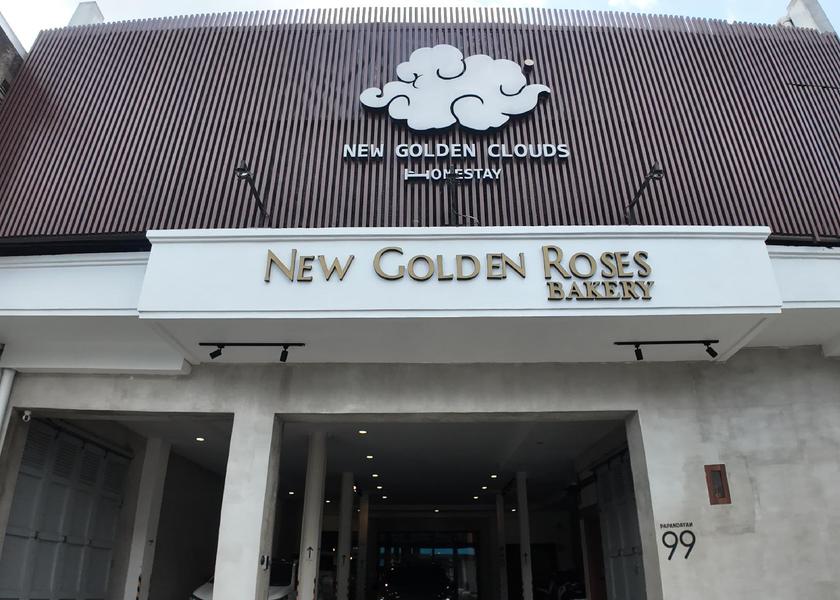 NEW GOLDEN CLOUDS
HOMESTAY
NEW GOLDEN ROSES
BAKERY
PAPANDAYAN
99